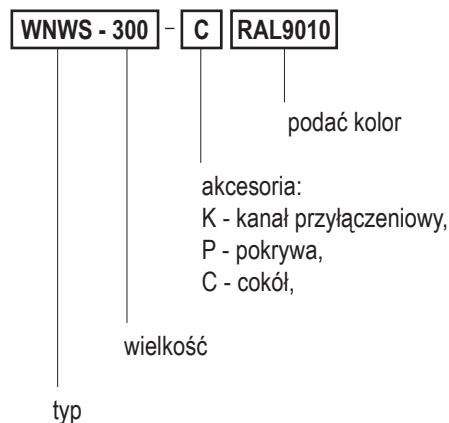 WNWS - 300 - C RAL9010
podać kolor
akcesoria:
K - kanał przyłączeniowy,
P - pokrywa,
C - cokół,
wielkość
typ